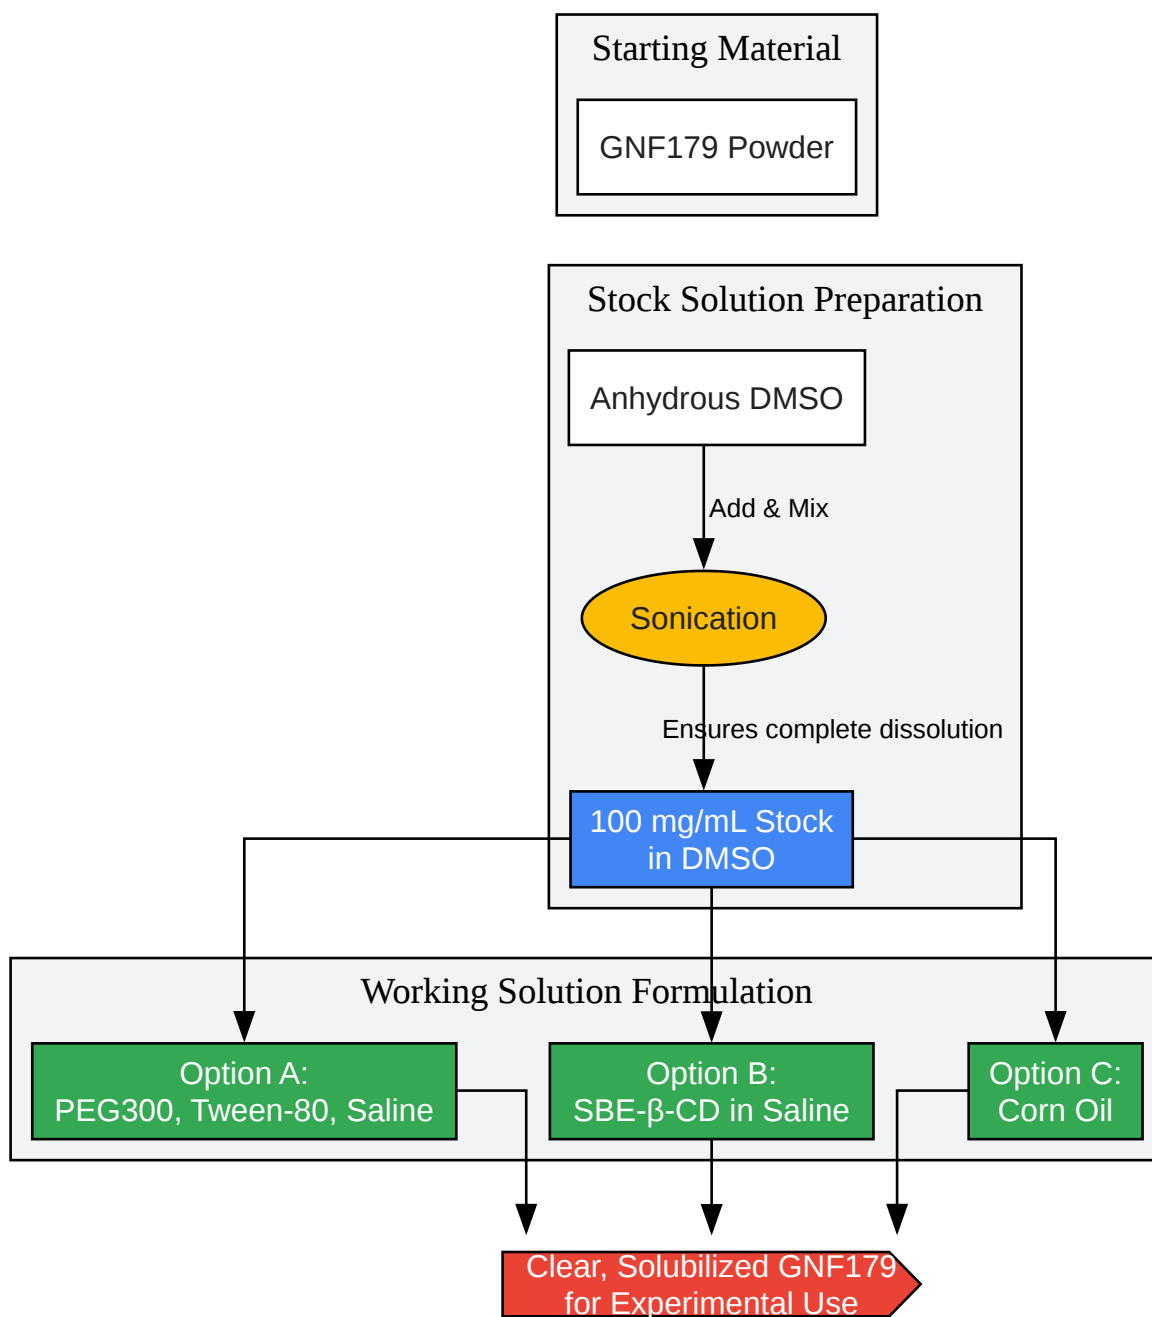 Starting Material
GNF179 Powder
Stock Solution Preparation
Anhydrous DMSO
Add & Mix
Sonication
Ensures complete dissolution
100 mg/mL Stock
in DMSO
Working Solution Formulation
Option A:
PEG300, Tween-80, Saline
Option B:
SBE-β-CD in Saline
Option C:
Corn Oil
Clear, Solubilized GNF179
for Experimental Use